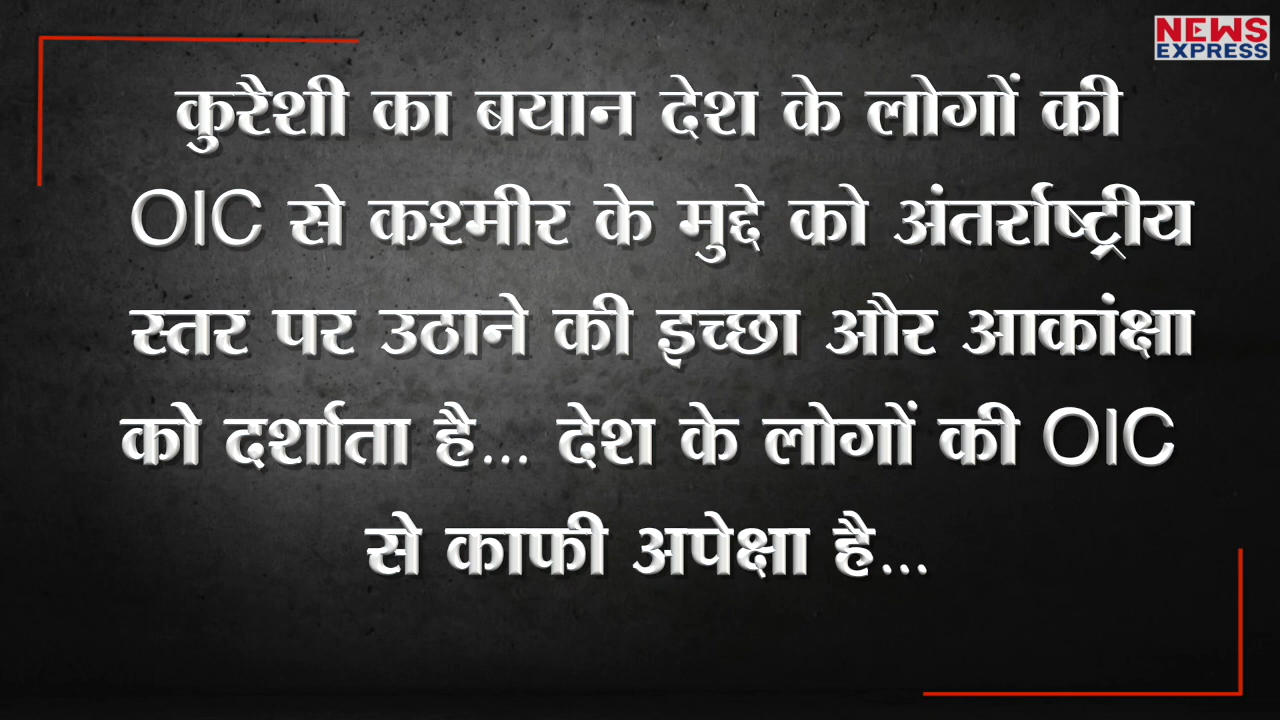 NEWS
EXPRESS
कुरैशी का बयान देश के लोगों की
OIC से कश्मीर के मुद्दे को अंतर्राष्ट्रीय
स्तर पर उठाने की इच्छा और आकांक्षा
को दर्शाता है... देश के लोगों की OIC
से काफी अपेक्षा है...